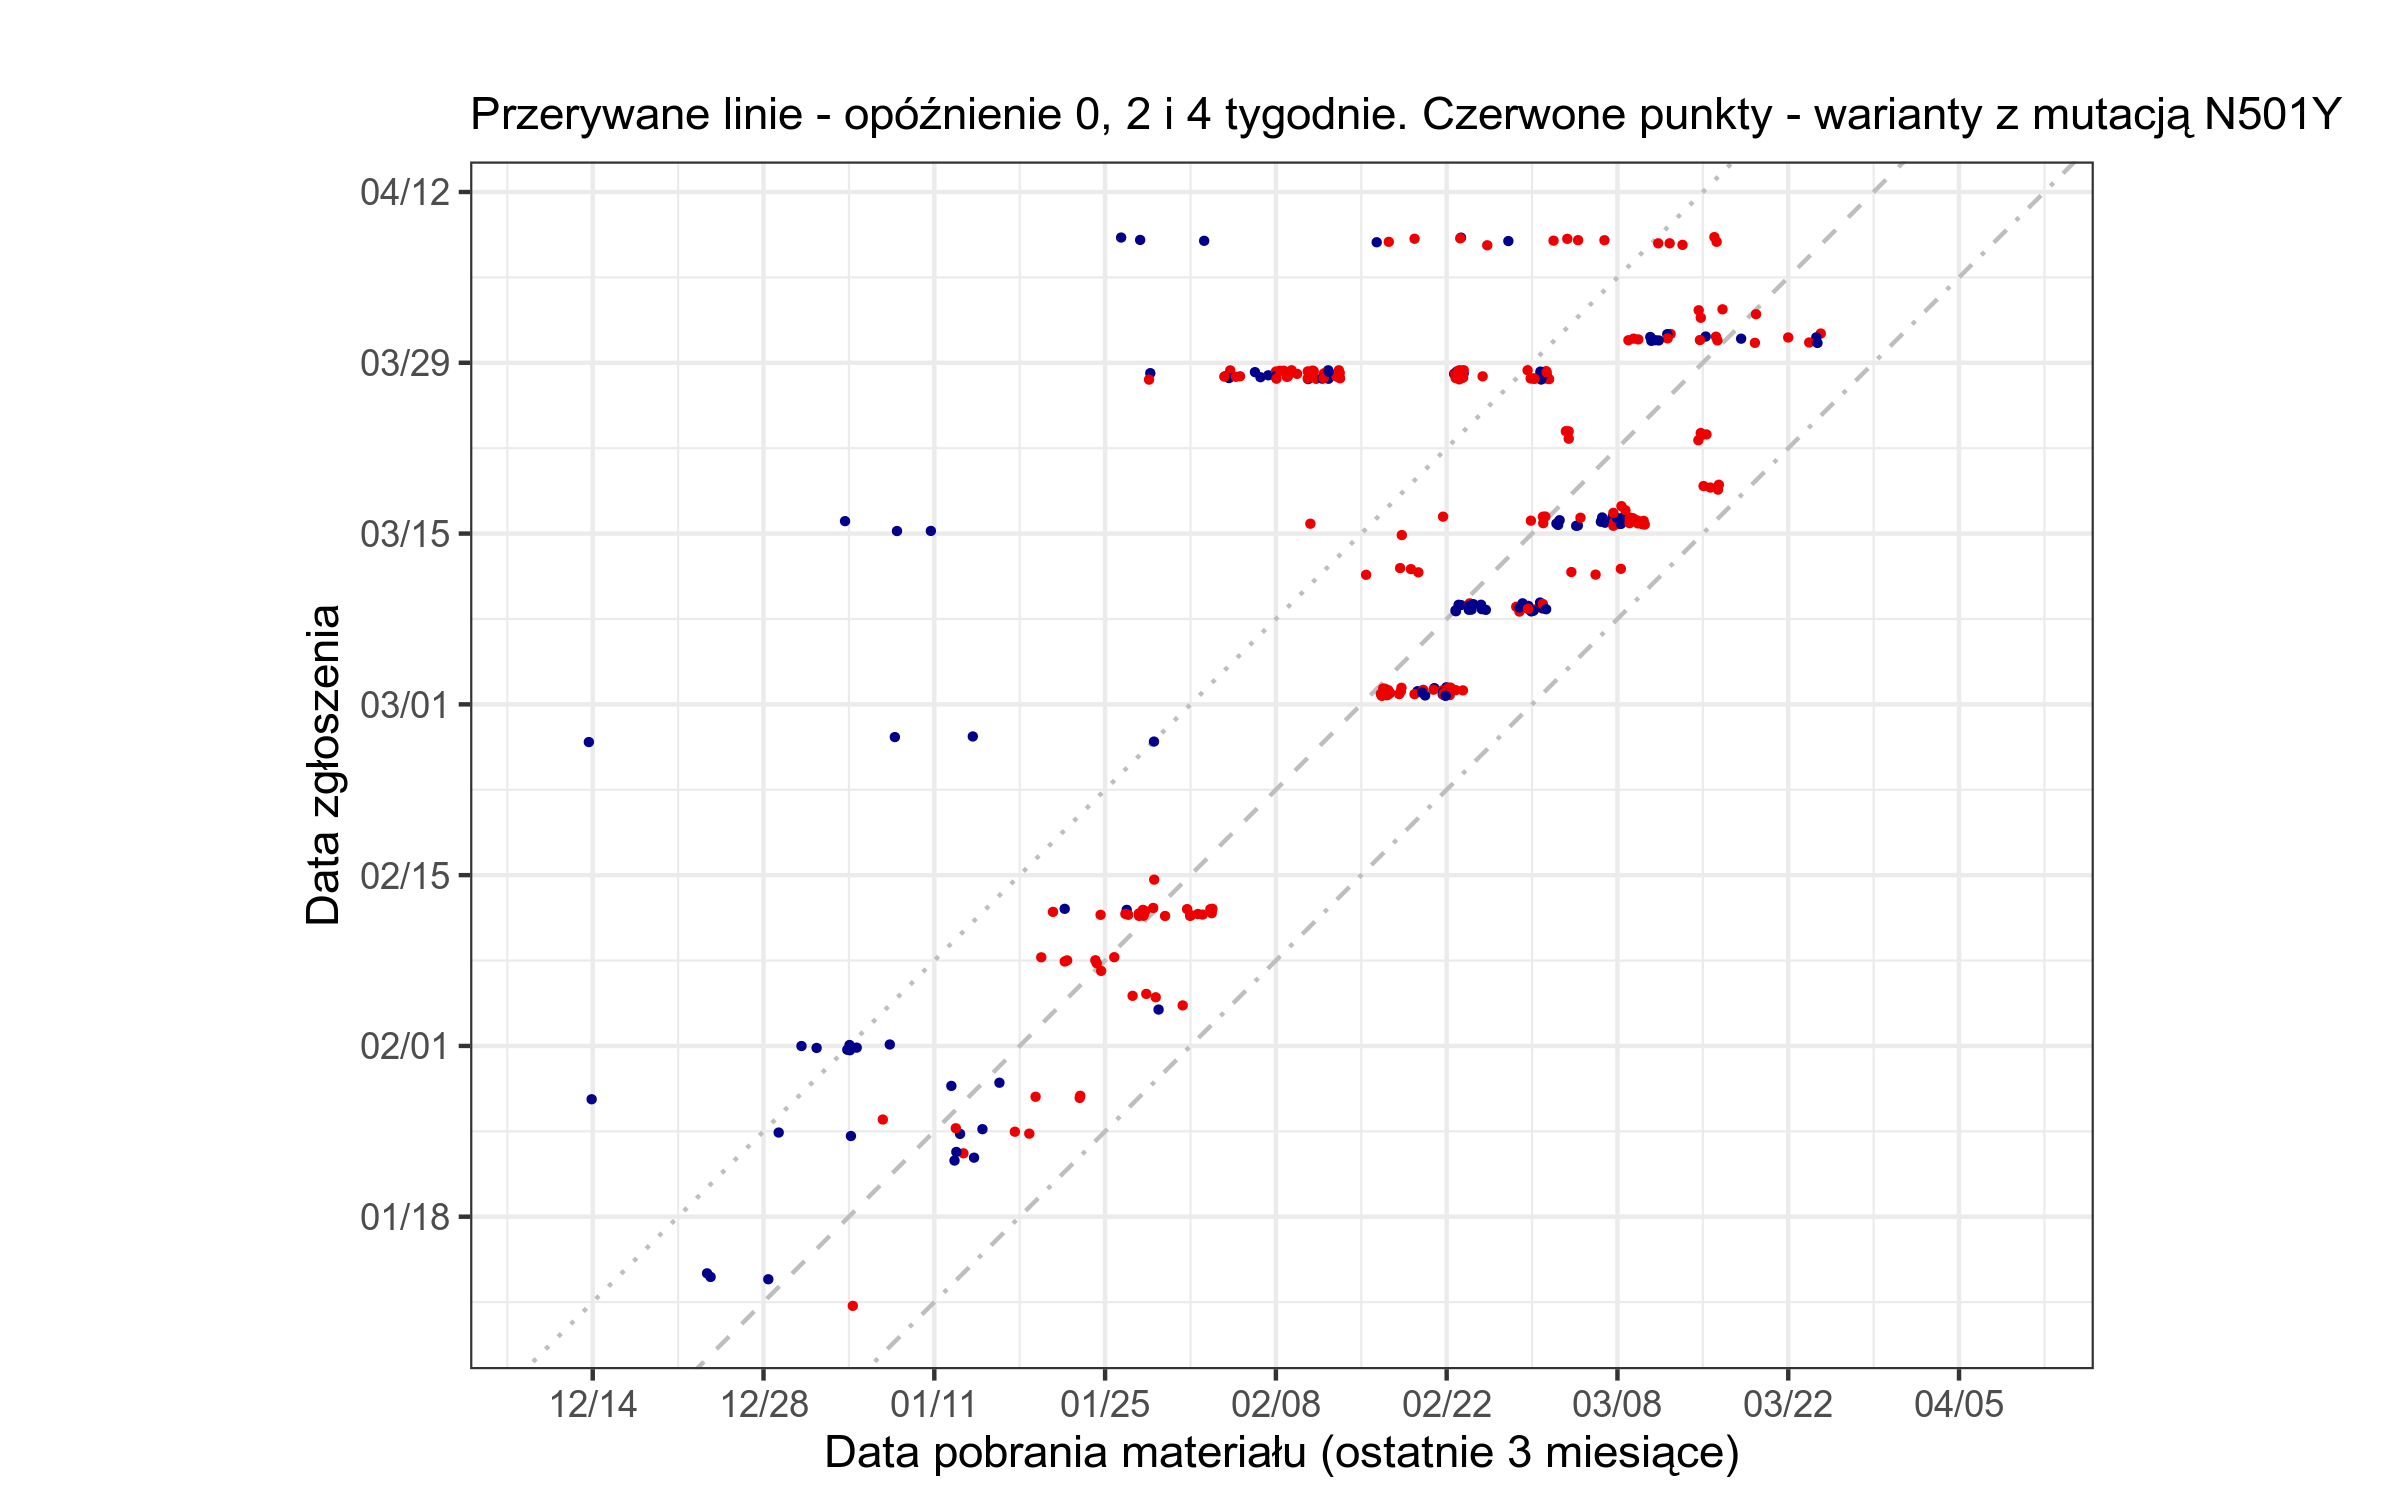 Przerywane linie - opóźnienie 0, 2 i 4 tygodnie. Czerwone punkty - warianty z mutacją N501Y
04/12
03/29
03/15
03/01
02/15
02/01
01/18
Data zgłoszenia
12/14 12/28 01/11 01/25 02/08 02/22 03/08 03/22 04/05
Data pobrania materiału (ostatnie 3 miesiące)